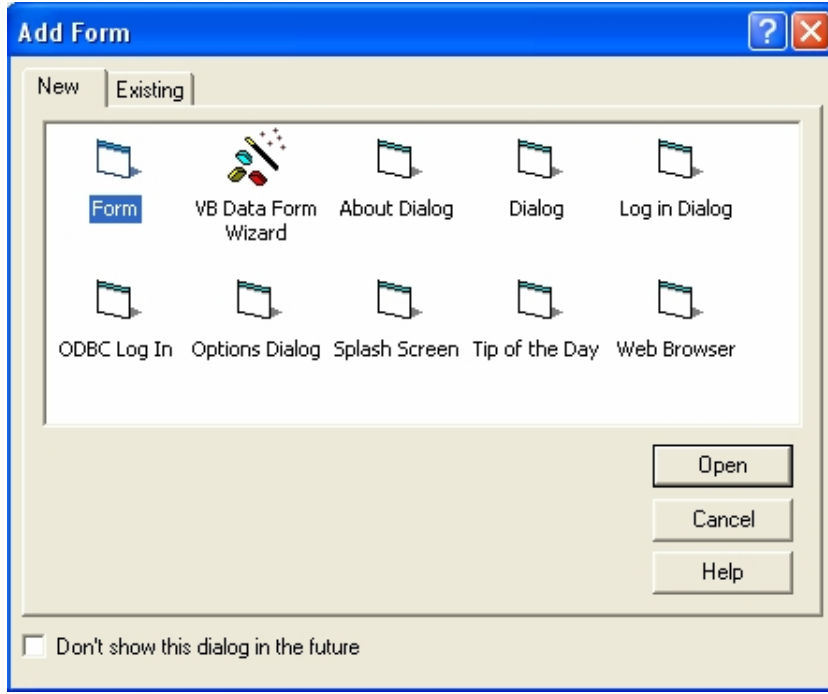 Add Form
?
New Existing
Form VB Data Form Wizard About Dialog Dialog Log in Dialog
ODBC Log In Options Dialog Splash Screen Tip of the Day Web Browser
Open
Cancel
Help
Don't show this dialog in the future